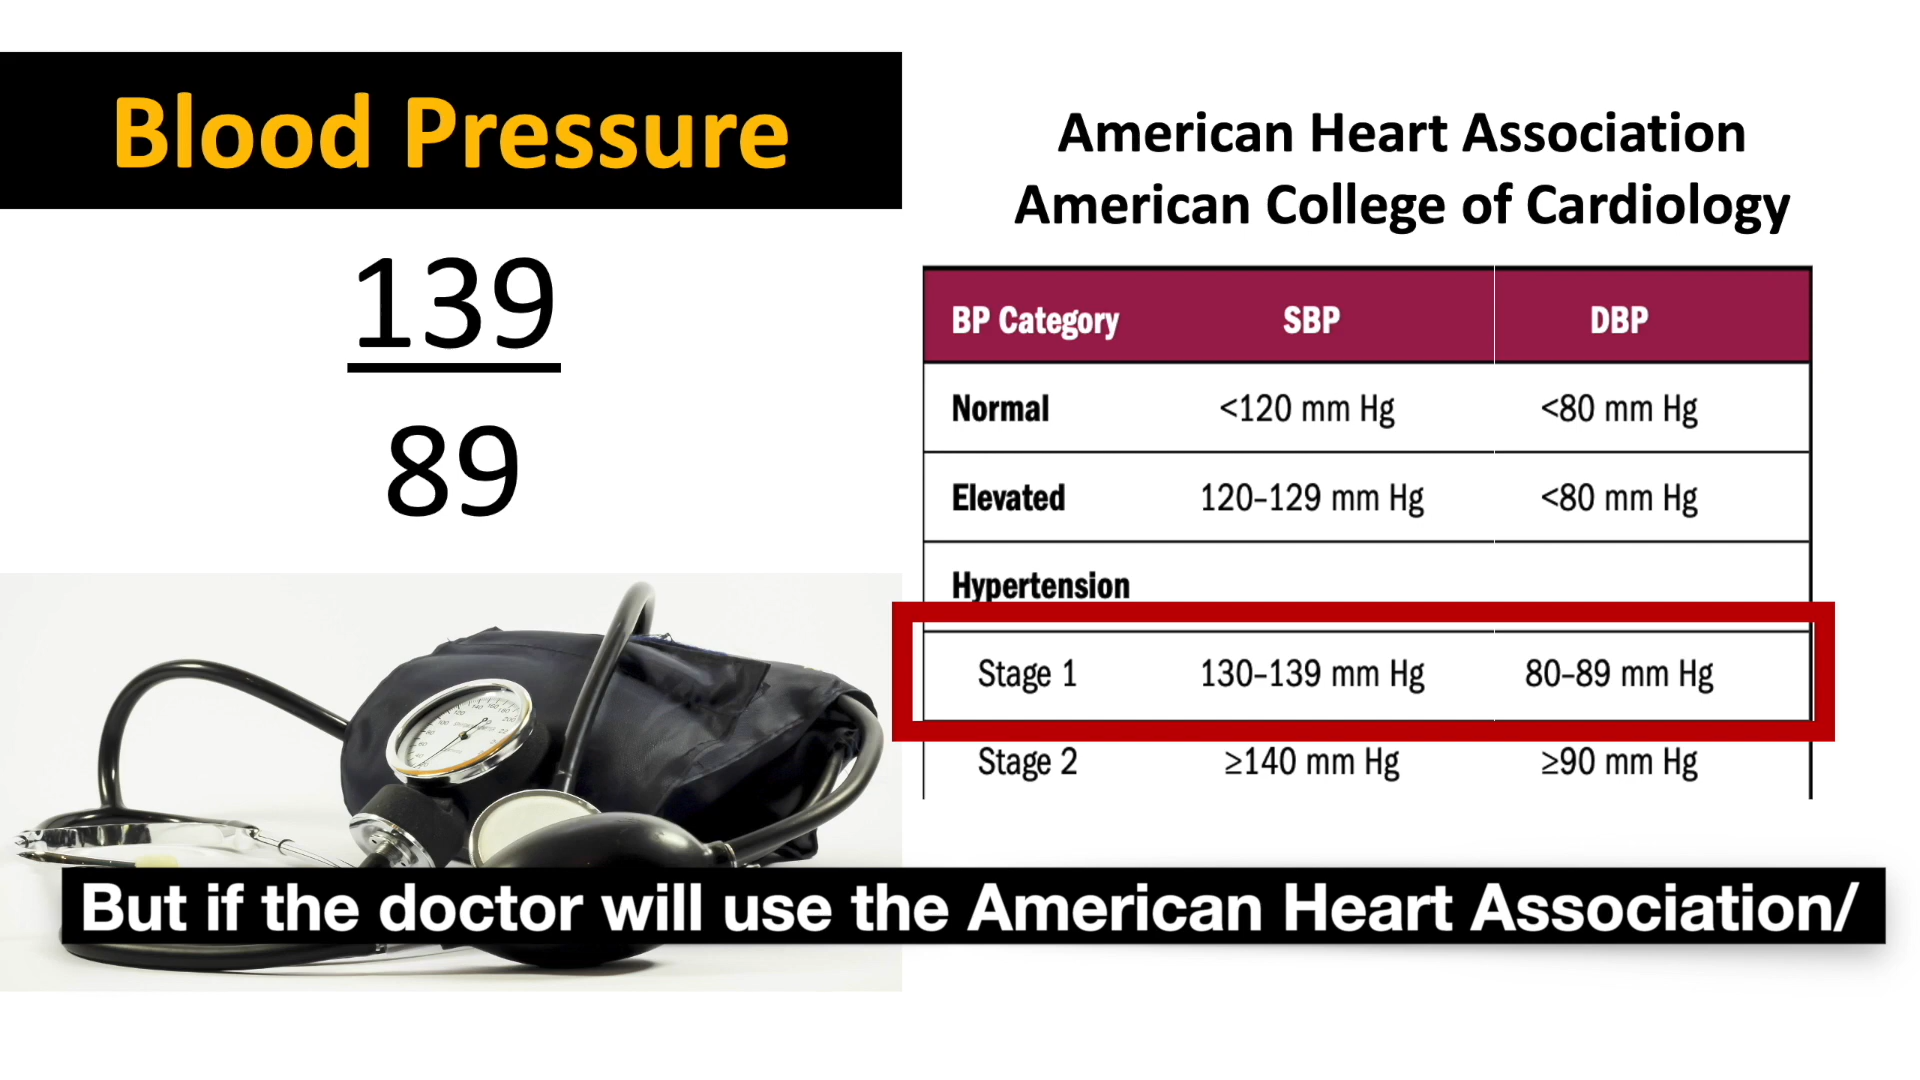 Blood Pressure
139
89
American Heart Association
American College of Cardiology
BP Category SBP DBP
Normal <120 mm Hg <80 mm Hg
Elevated 120–129 mm Hg <80 mm Hg
Hypertension
Stage 1 130–139 mm Hg 80–89 mm Hg
Stage 2 ≥140 mm Hg ≥90 mm Hg
But if the doctor will use the American Heart Association/